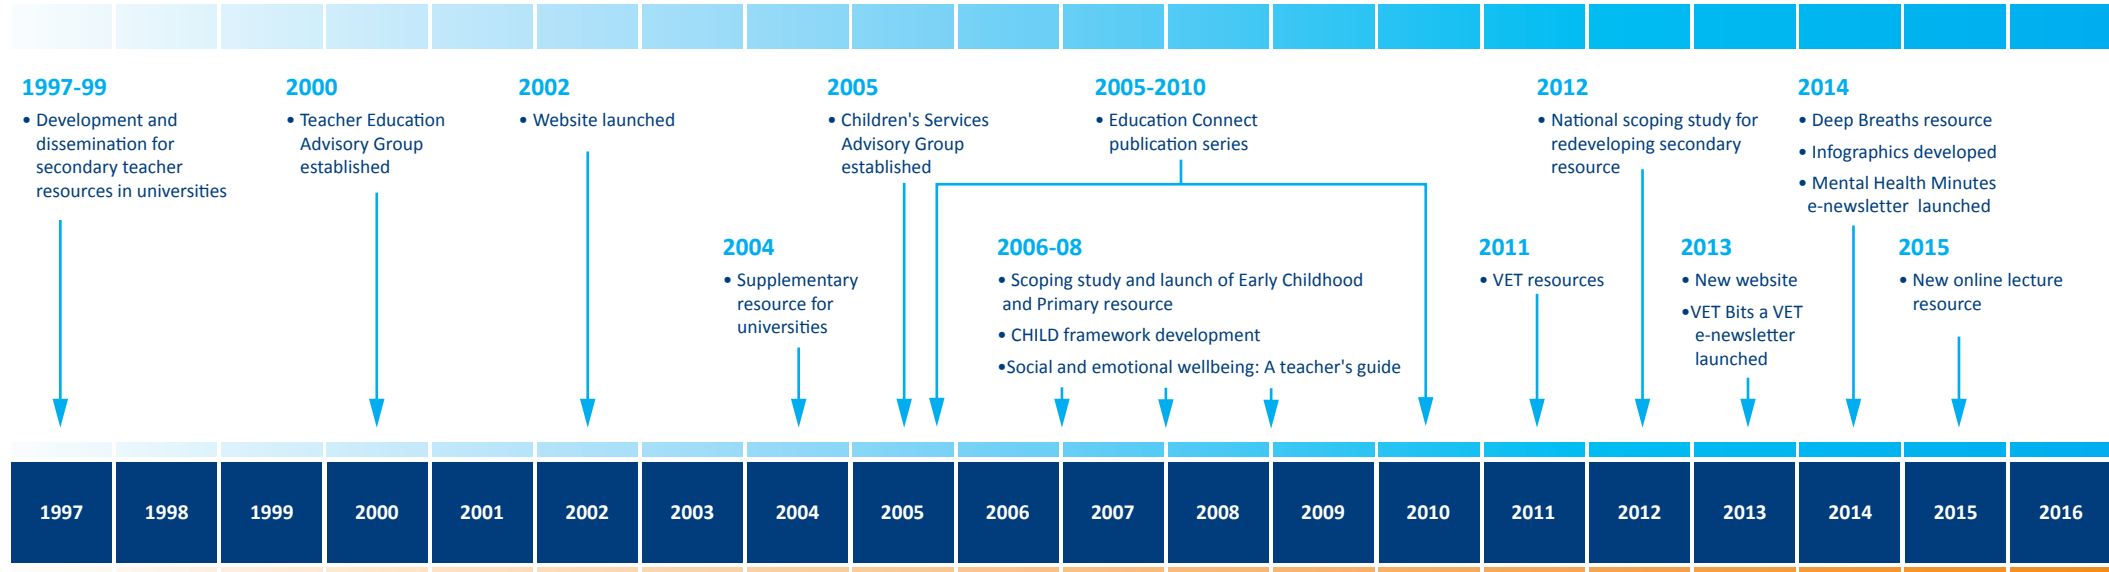 1997-99
• Development and
dissemination for
secondary teacher
resources in universities
2000
• Teacher Education
Advisory Group
established
2002
• Website launched
2004
• Supplementary
resource for
universities
2005
• Children's Services
Advisory Group
established
2005-2010
• Education Connect
publication series
2006-08
• Scoping study and launch of Early Childhood
and Primary resource
• CHILD framework development
•Social and emotional wellbeing: A teacher's guide
2011
• VET resources
2012
• National scoping study for
redeveloping secondary
resource
2013
• New website
•VET Bits a VET
e-newsletter
launched
2014
• Deep Breaths resource
• Infographics developed
• Mental Health Minutes
e-newsletter launched
2015
• New online lecture
resource
1997 1998 1999 2000 2001 2002 2003 2004 2005 2006 2007 2008 2009 2010 2011 2012 2013 2014 2015 2016